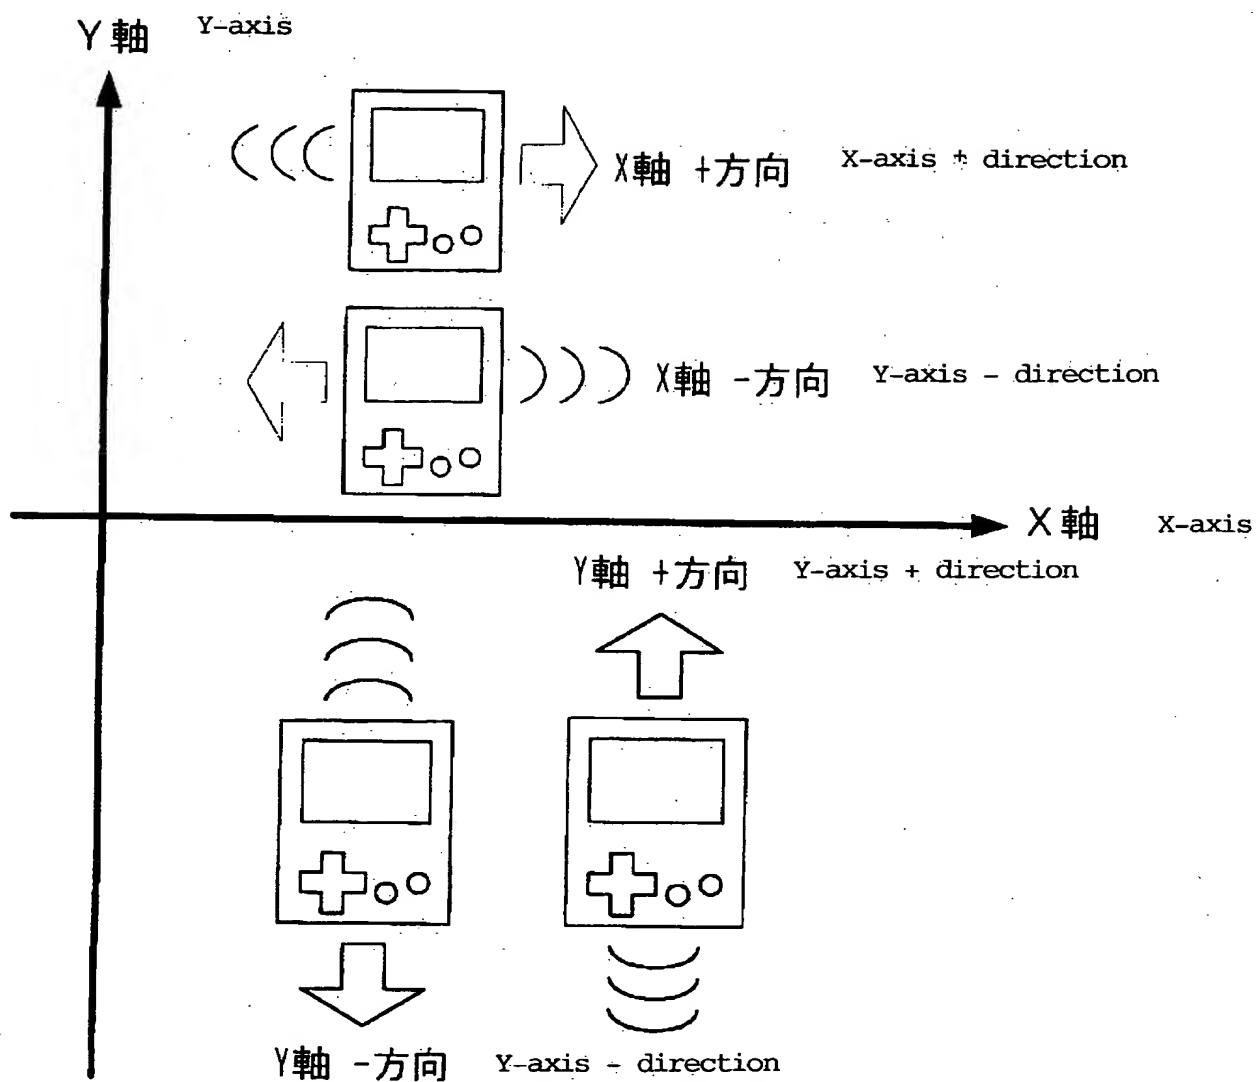 Y軸 Y-axis
X軸 +方向 X-axis + direction
X軸 -方向 Y-axis - direction
X軸 X-axis
Y軸 +方向 Y-axis + direction
Y軸 -方向 Y-axis - direction